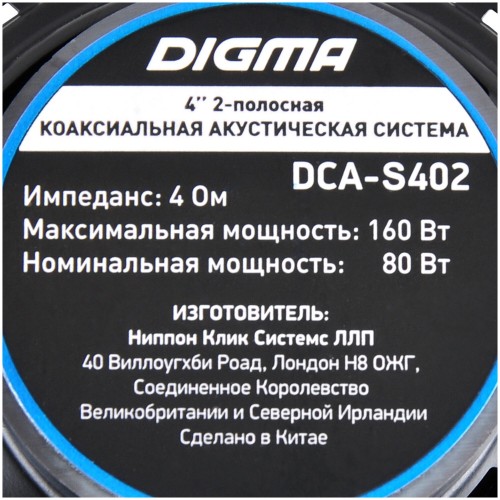 DIGMA
4’’ 2-полосная
КОАКСИАЛЬНАЯ АКУСТИЧЕСКАЯ СИСТЕМА
DCA-S402
Импеданс: 4 Ом
Максимальная мощность: 160 Вт
Номинальная мощность: 80 Вт
ИЗГОТОВИТЕЛЬ:
Ниппон Клик Системс ЛЛП
40 Виллоугхби Роад, Лондон Н8 ОЖГ,
Соединенное Королевство
Великобритании и Северной Ирландии
Сделано в Китае